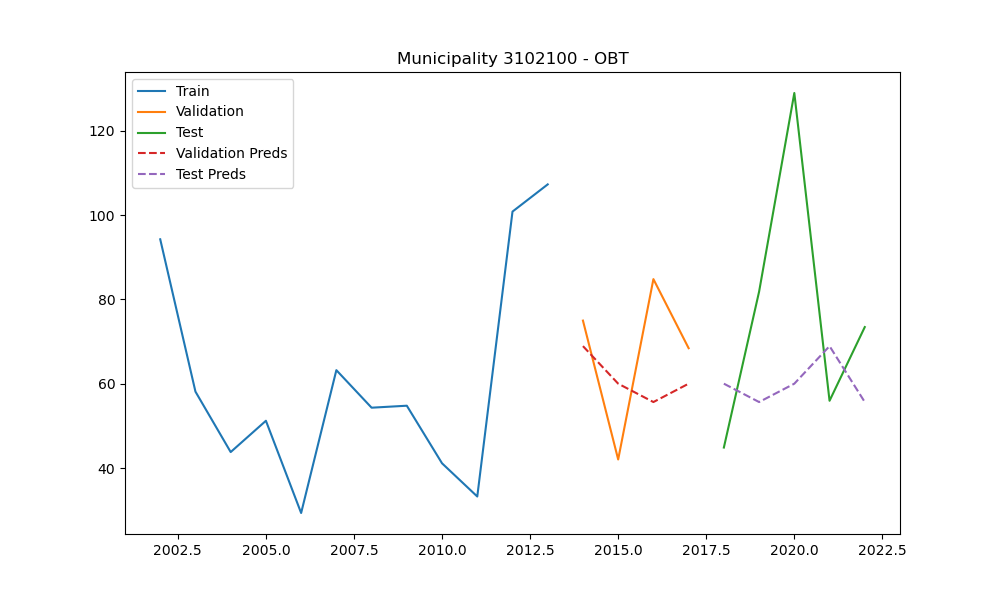 Municipality 3102100 - OBT
Train
Validation
Test
Validation Preds
Test Preds
120
100
80
60
40
2002.5 2005.0 2007.5 2010.0 2012.5 2015.0 2017.5 2020.0 2022.5